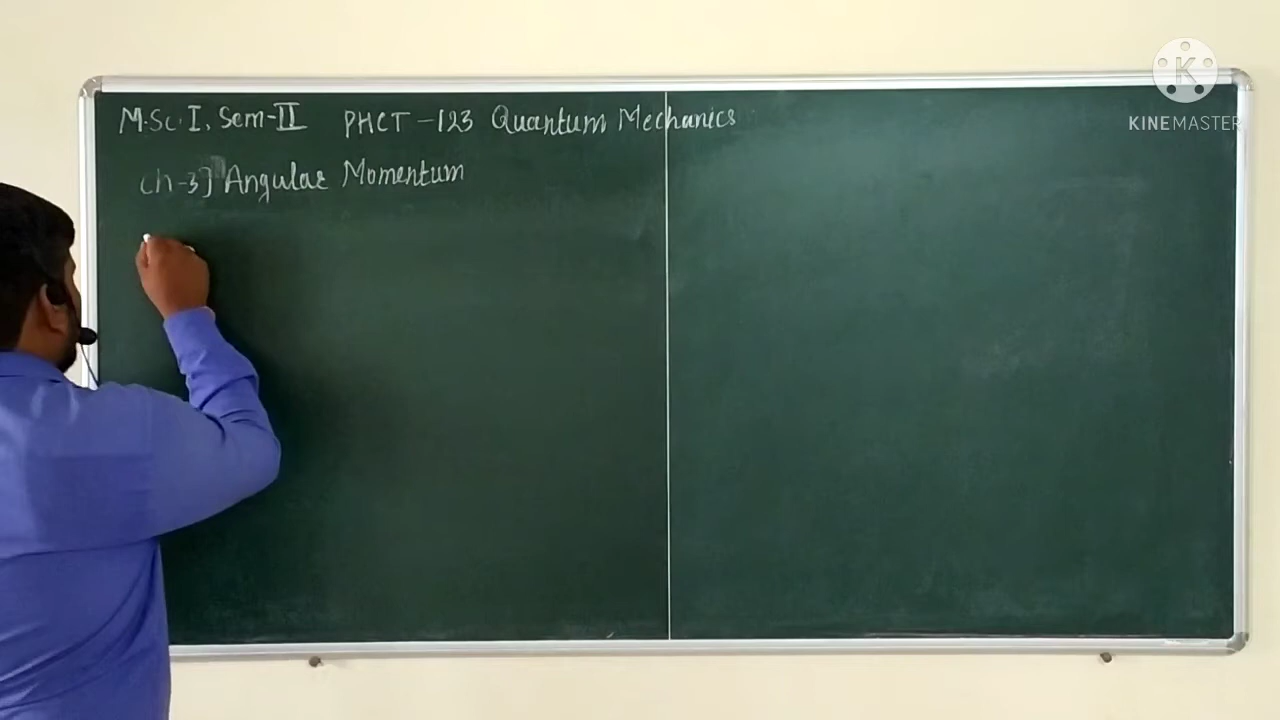 M.Sc. I, Sem-II PHCT-123 Quantum Mechanics
Ch-3] Angular Momentum
K
KINEMASTER